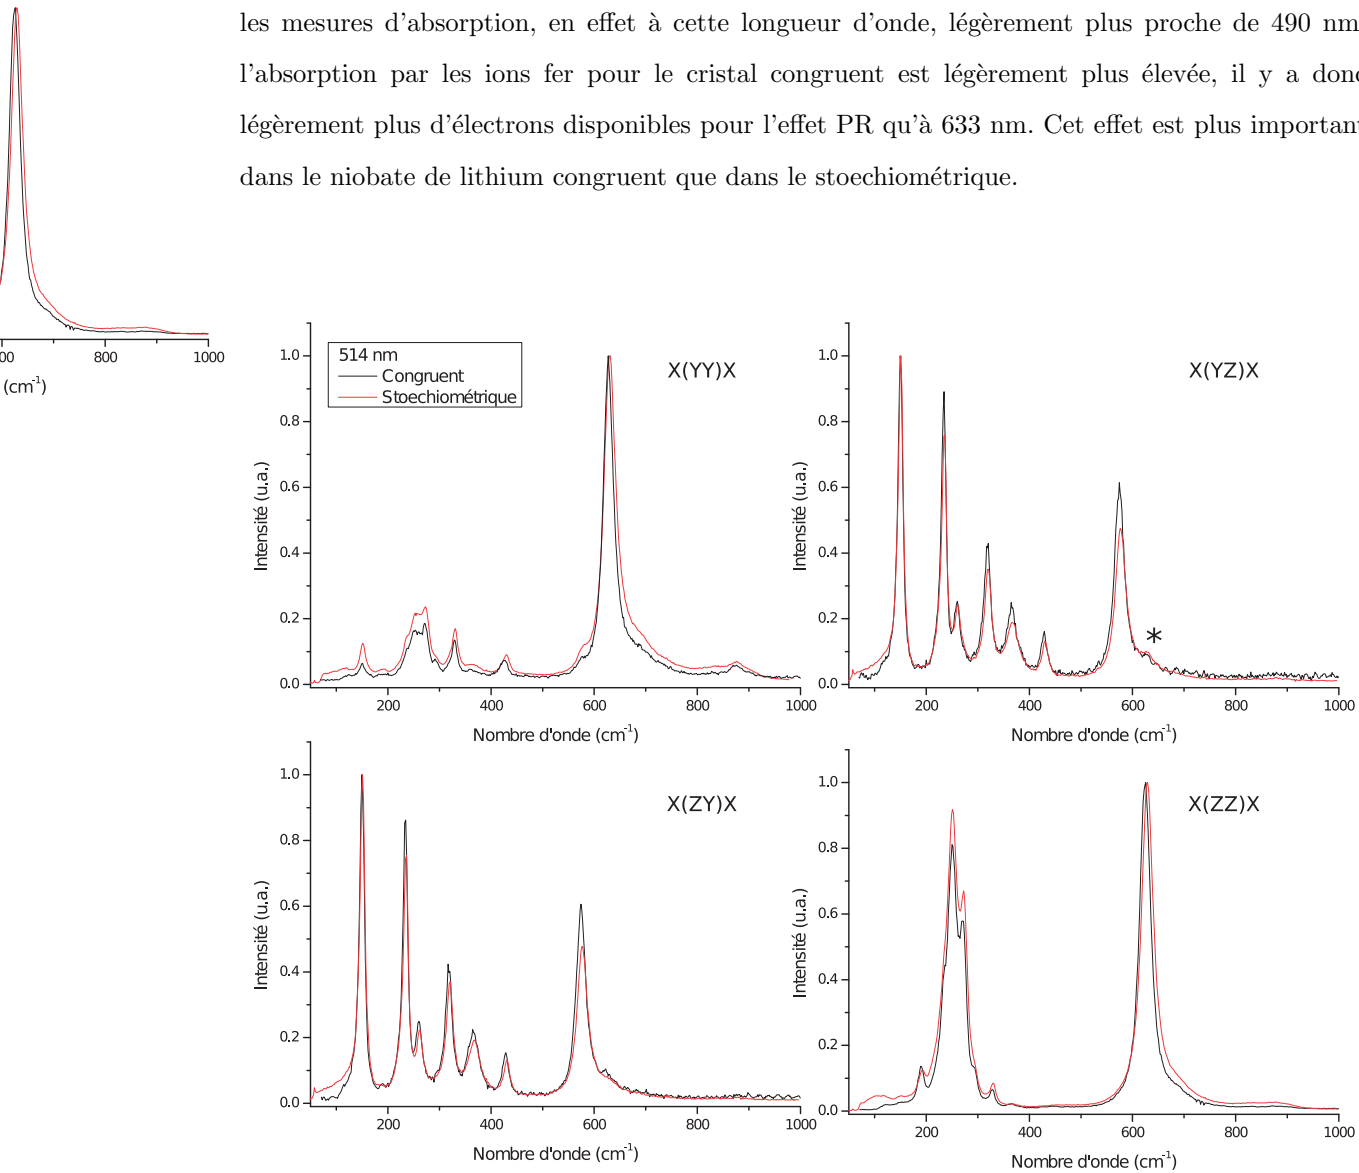 les mesures d'absorption, en effet à cette longueur d'onde, légèrement plus proche de 490 nm
l'absorption par les ions fer pour le cristal congruent est légèrement plus élevée, il y a donc
légèrement plus d'électrons disponibles pour l'effet PR qu'à 633 nm. Cet effet est plus important
dans le niobate de lithium congruent que dans le stoechiométrique.
800
1000
(cm⁻¹)
514 nm
Congruent
Stoechiométrique
X(YY)X
1.0
0.8
0.6
0.4
0.2
0.0
Intensité (u.a.)
200
400
600
800
1000
Nombre d'onde (cm⁻¹)
X(YZ)X
*
1.0
0.8
0.6
0.4
0.2
0.0
Intensité (u.a.)
200
400
600
800
1000
Nombre d'onde (cm⁻¹)
X(ZY)X
1.0
0.8
0.6
0.4
0.2
0.0
Intensité (u.a.)
200
400
600
800
1000
Nombre d'onde (cm⁻¹)
X(ZZ)X
1.0
0.8
0.6
0.4
0.2
0.0
Intensité (u.a.)
200
400
600
800
1000
Nombre d'onde (cm⁻¹)